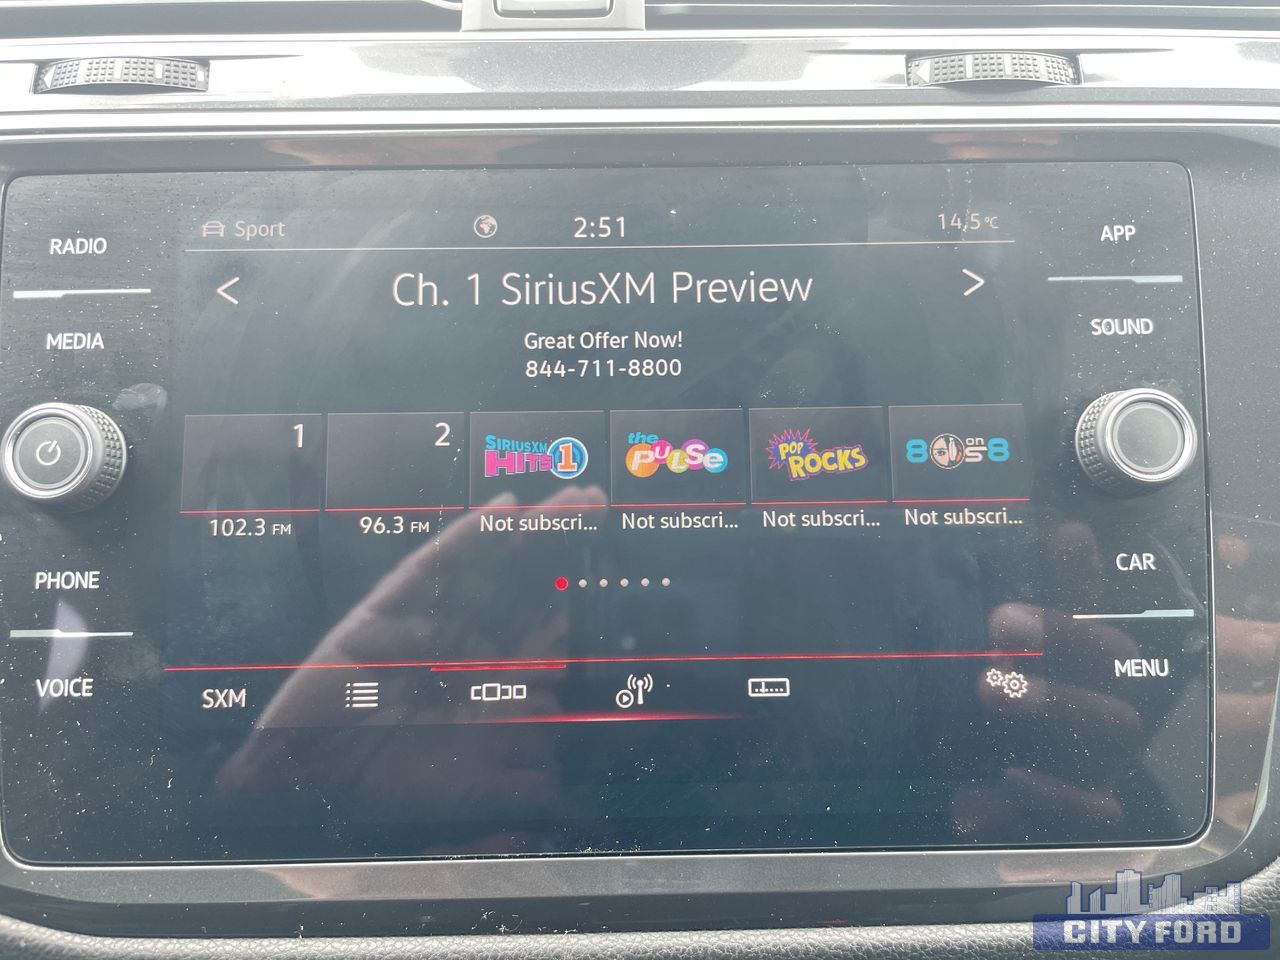 Sport 2:51 14,5°C
RADIO
APP
< Ch. 1 SiriusXM Preview >
MEDIA
SOUND
Great Offer Now!
844-711-8800
1 2 SIRIUSXM HITS 1 the PULSE POP ROCKS 80s on 8
102.3 FM 96.3 FM Not subscri... Not subscri... Not subscri... Not subscri...
PHONE
CAR
VOICE
MENU
SXM
CITY FORD